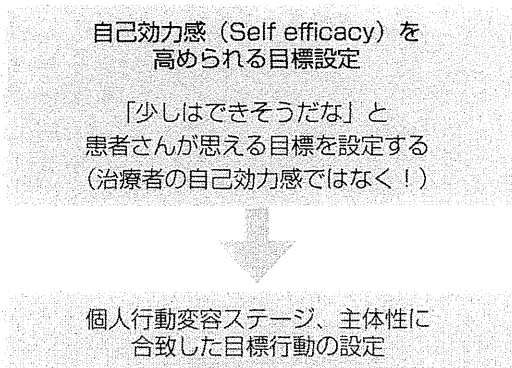 自己効力感（Self efficacy）を
高められる目標設定
「少しはできそうだな」と
患者さんが思える目標を設定する
（治療者の自己効力感ではなく！）
個人行動変容ステージ、主体性に
合致した目標行動の設定